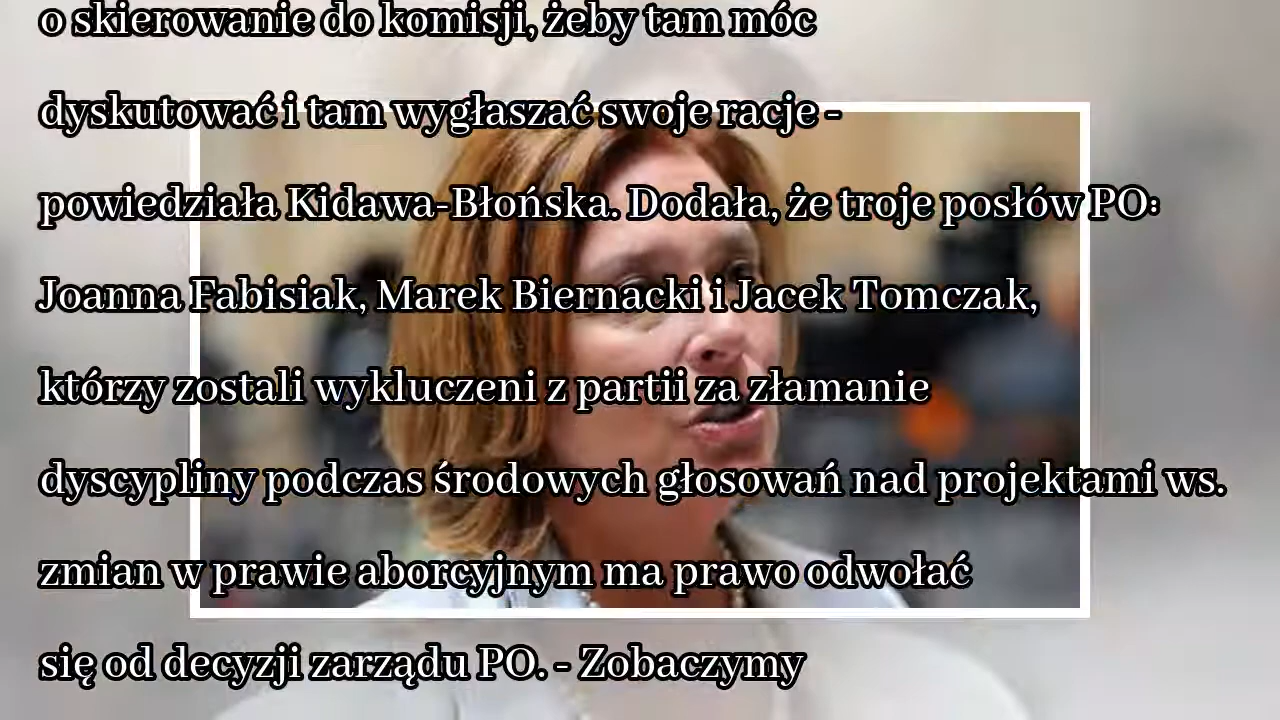 o skierowanie do komisji, żeby tam móc
dyskutować i tam wygłaszać swoje racje -
powiedziała Kidawa-Błońska. Dodała, że troje posłów PO:
Joanna Fabisiak, Marek Biernacki i Jacek Tomczak,
którzy zostali wykluczeni z partii za złamanie
dyscypliny podczas środowych głosowań nad projektami ws.
zmian w prawie aborcyjnym ma prawo odwołać
się od decyzji zarządu PO. - Zobaczymy